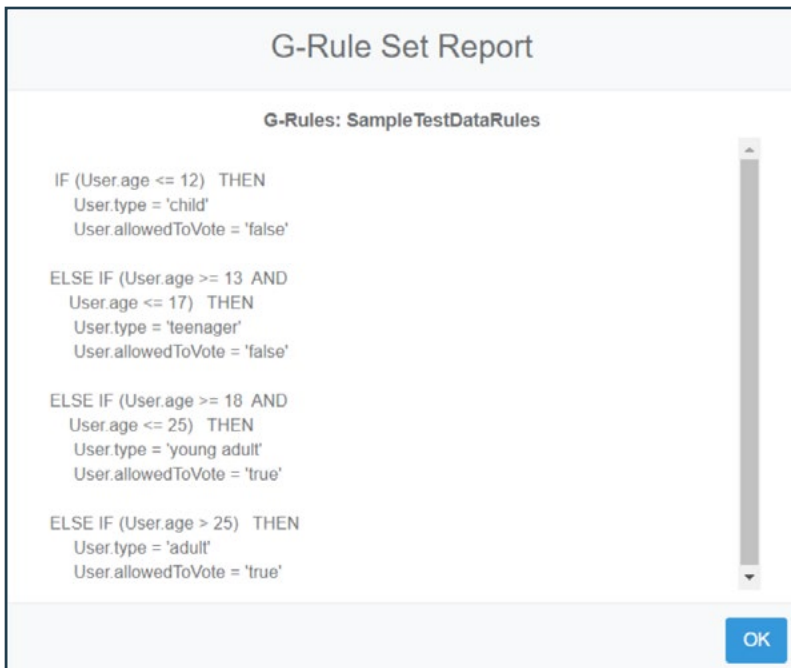 G-Rule Set Report
G-Rules: SampleTestDataRules
IF (User.age <= 12) THEN
User.type = 'child'
User.allowedToVote = 'false'
ELSE IF (User.age >= 13 AND
User.age <= 17) THEN
User.type = 'teenager'
User.allowedToVote = 'false'
ELSE IF (User.age >= 18 AND
User.age <= 25) THEN
User.type = 'young adult'
User.allowedToVote = 'true'
ELSE IF (User.age > 25) THEN
User.type = 'adult'
User.allowedToVote = 'true'
OK